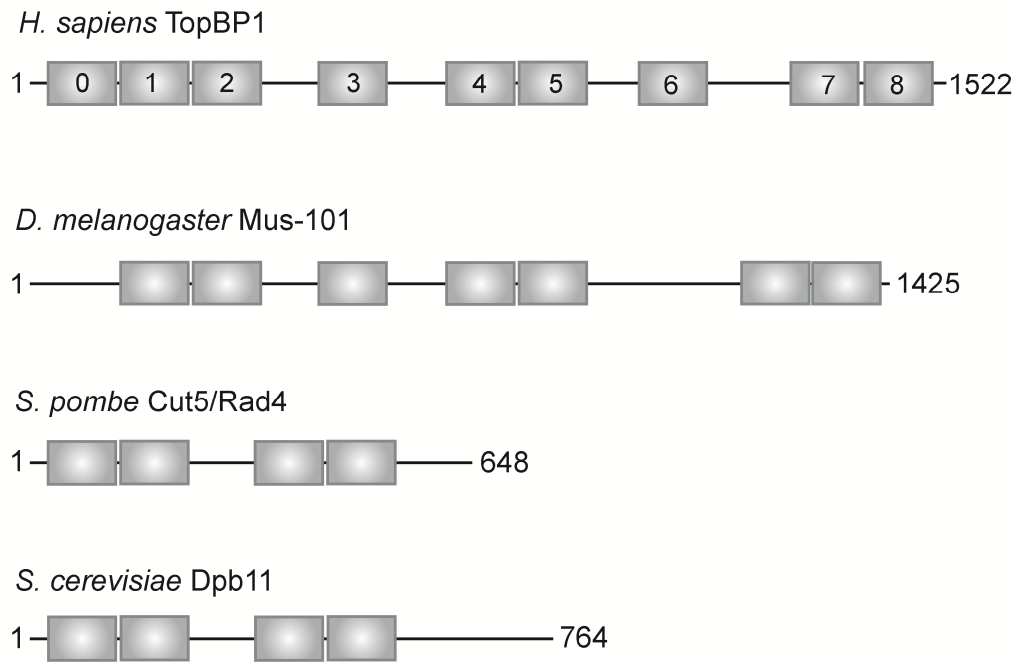 H. sapiens TopBP1
1 0 1 2 3 4 5 6 7 8 1522
D. melanogaster Mus-101
1 1425
S. pombe Cut5/Rad4
1 648
S. cerevisiae Dpb11
1 764